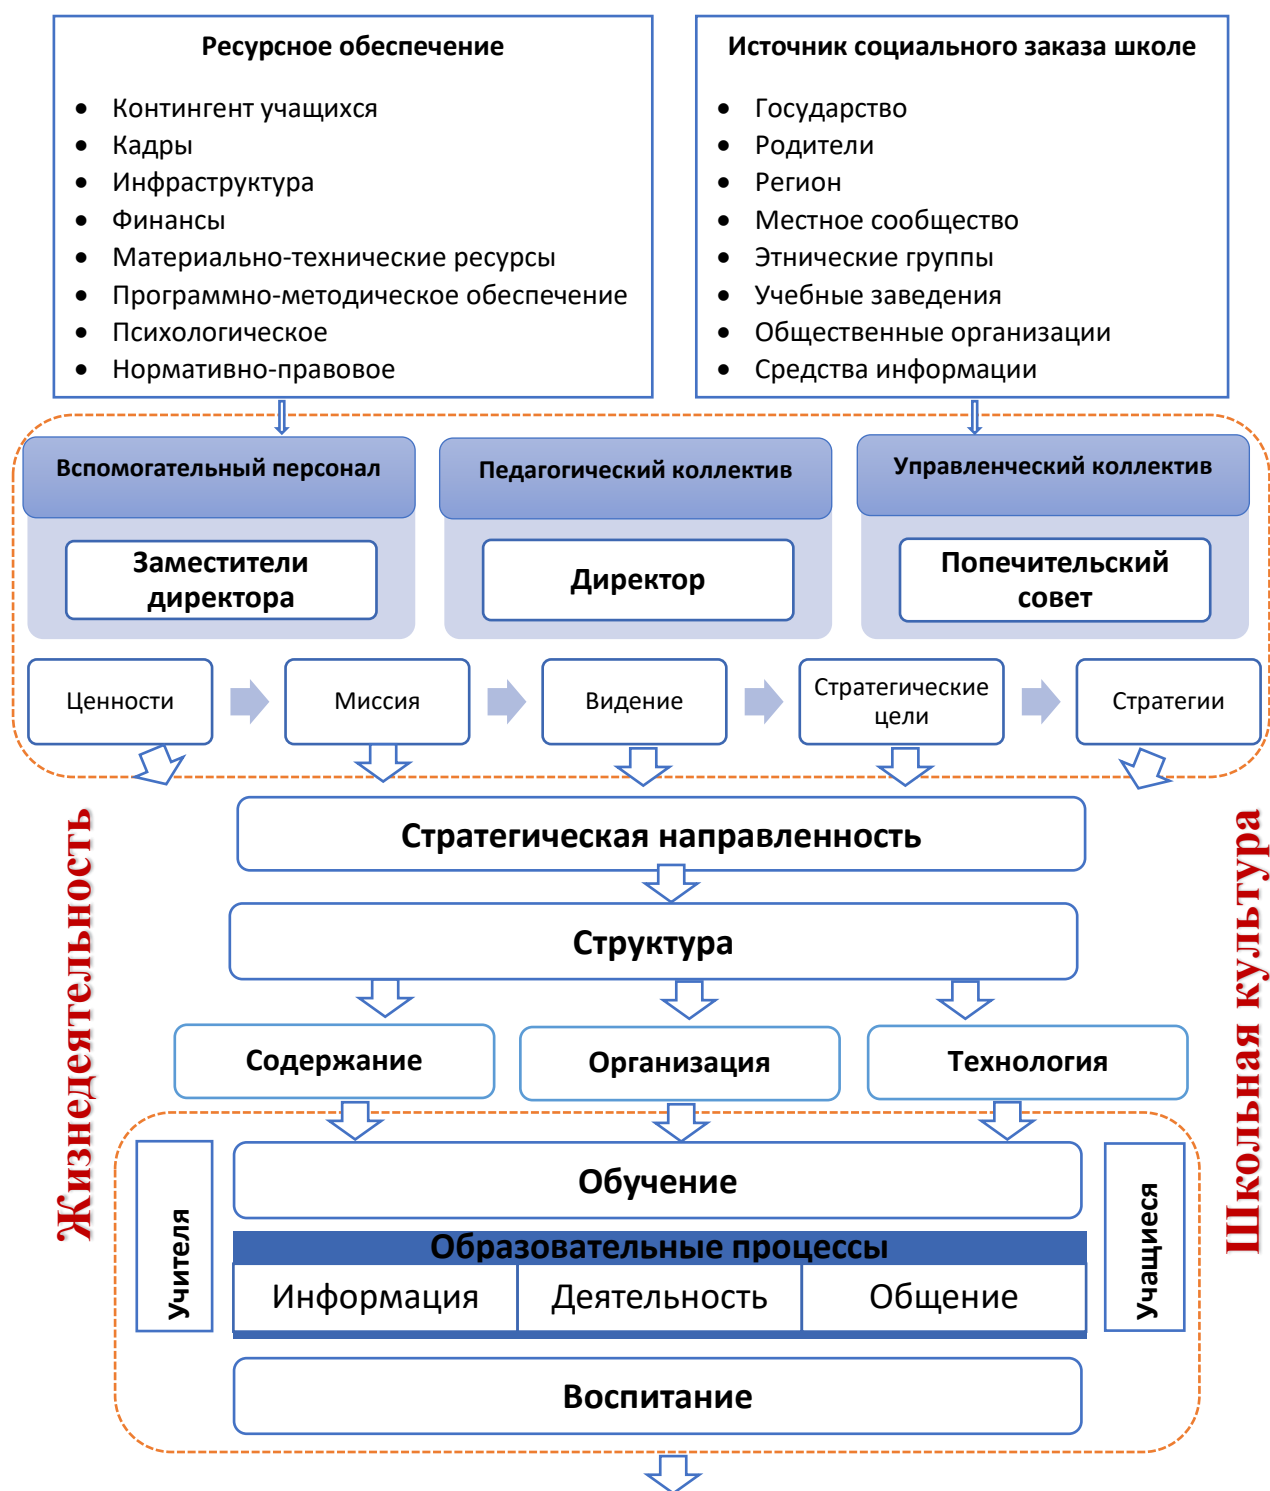 Ресурсное обеспечение
• Контингент учащихся
• Кадры
• Инфраструктура
• Финансы
• Материально-технические ресурсы
• Программно-методическое обеспечение
• Психологическое
• Нормативно-правовое
Источник социального заказа школе
• Государство
• Родители
• Регион
• Местное сообщество
• Этнические группы
• Учебные заведения
• Общественные организации
• Средства информации
Вспомогательный персонал
Заместители
директора
Педагогический коллектив
Директор
Управленческий коллектив
Попечительский
совет
Ценности
Миссия
Видение
Стратегические
цели
Стратегии
Жизнедеятельность
Школьная культура
Стратегическая направленность
Структура
Содержание
Организация
Технология
Учителя
Обучение
Образовательные процессы
Информация
Деятельность
Общение
Воспитание
Учащиеся